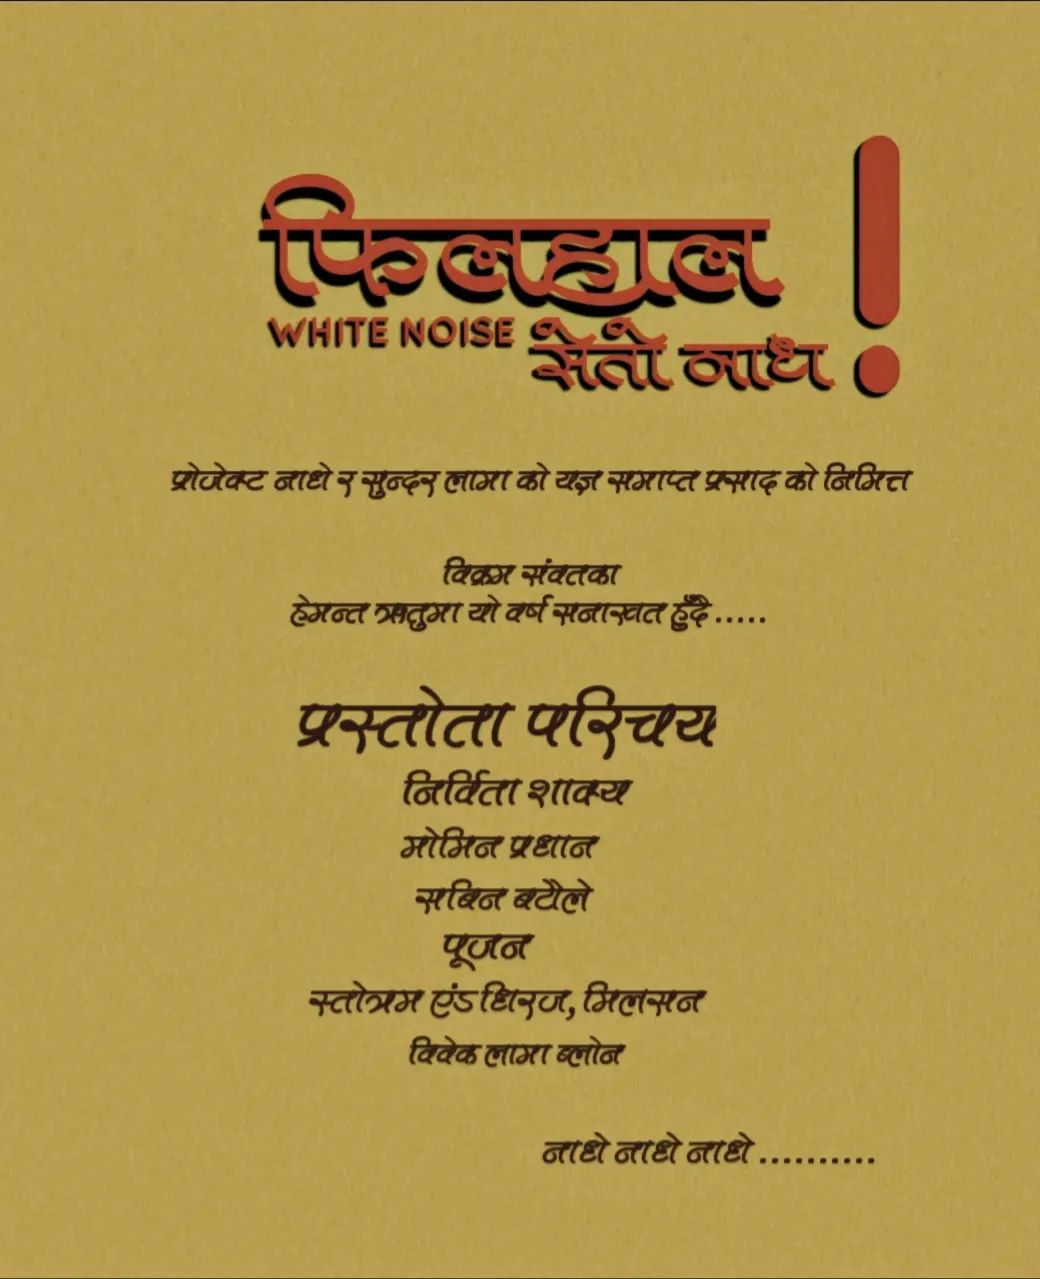 फिलहाल !
WHITE NOISE सेतो नाध
प्रोजेक्ट नाधे र सुन्दर लामा को यज्ञ समाप्त प्रसाद को निमित्त
विक्रम संवतका
हेमन्त ऋतुमा यो वर्ष सनाखत हुँदै .....
प्रस्तोता परिचय
निर्विता शाक्य
मोमिन प्रधान
सबिन बटौले
पूजन
स्तोत्रम एंड धिरज, मिलसन
विवेक लामा ब्लोन
नाधे नाधे नाधे ..........